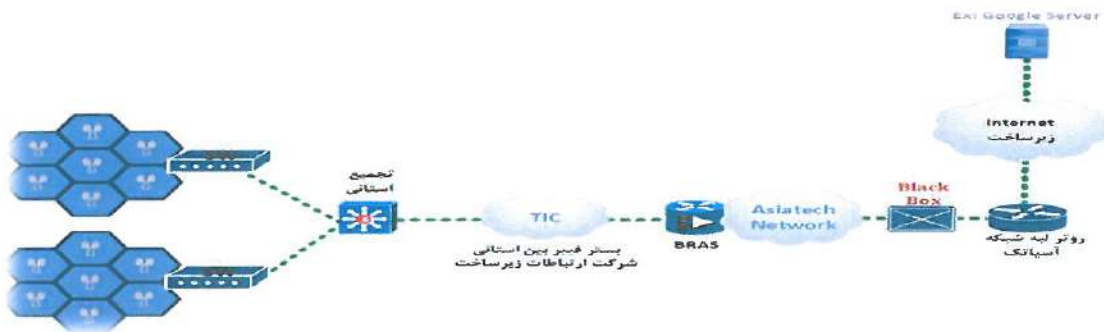 Ex: Google Server
Internet
زیرساخت
تجمیع
استانی
TIC
بستر فیبر بین استانی
شرکت ارتباطات زیرساخت
BRAS
Asiatech
Network
Black
Box
روتر لبه شبکه
آسیاتک